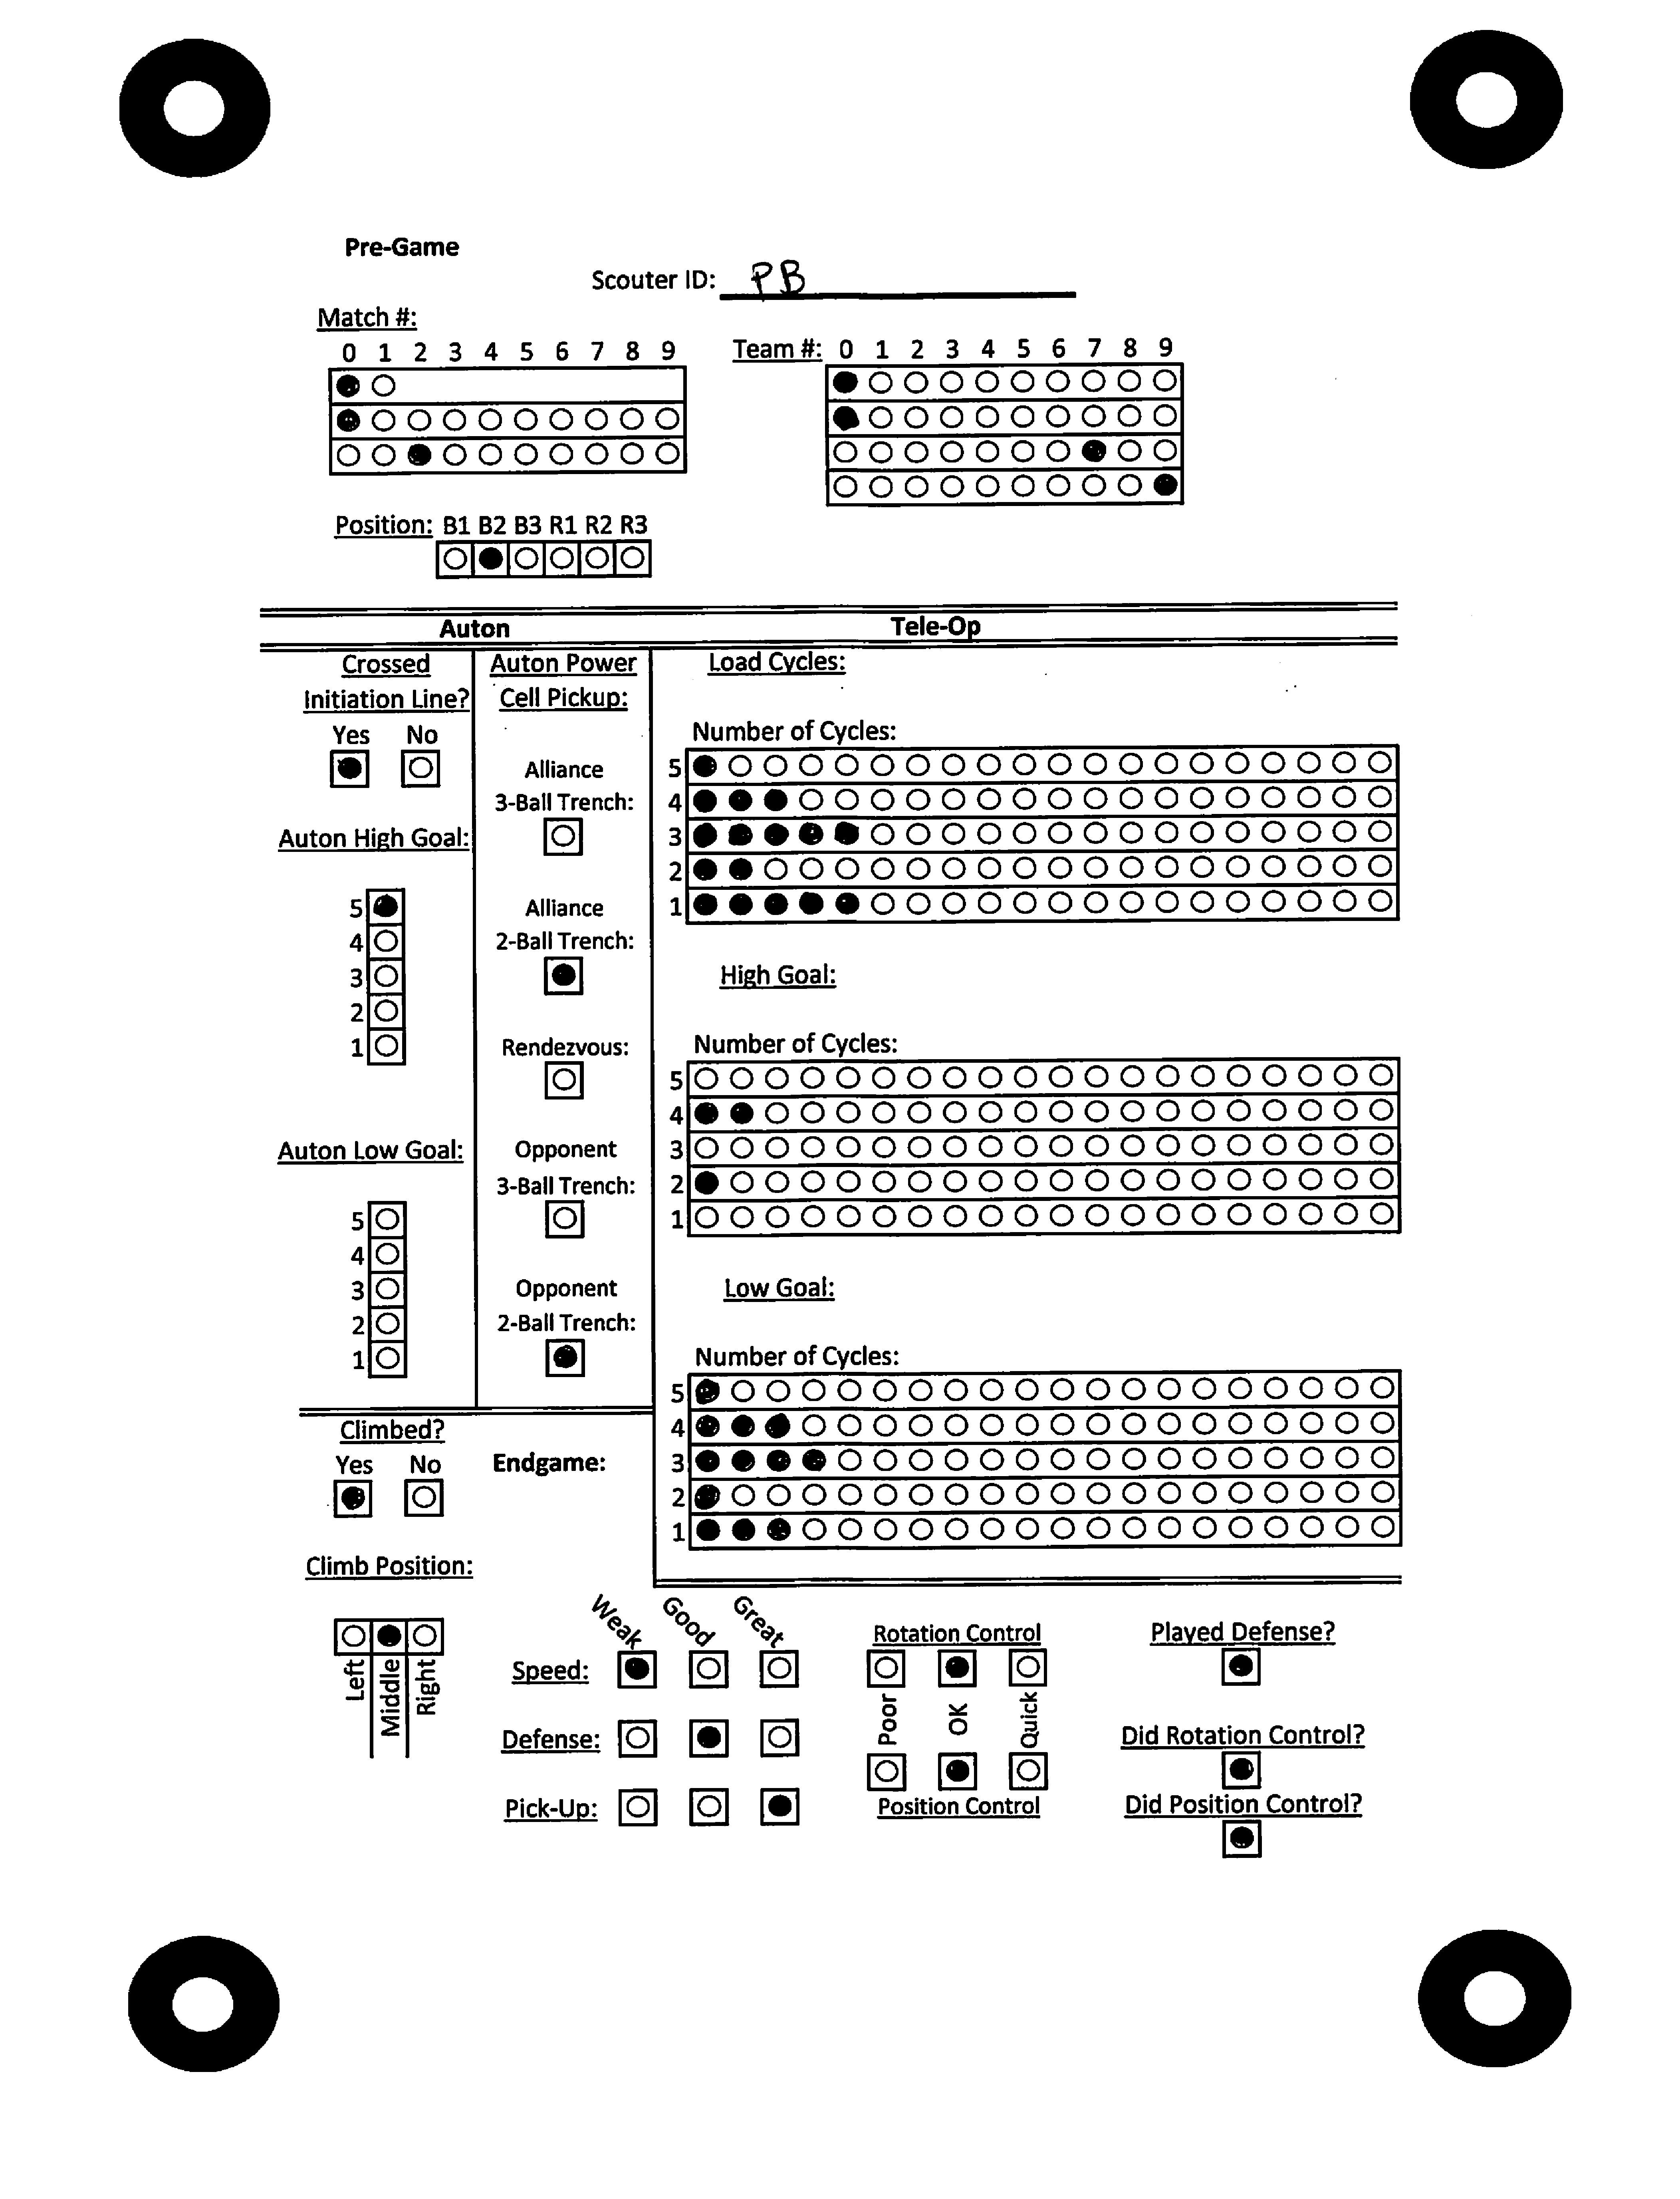 Pre-Game
Scouter ID: PB
Match #:
0 1 2 3 4 5 6 7 8 9
Team #: 0 1 2 3 4 5 6 7 8 9
Position: B1 B2 B3 R1 R2 R3
Auton
Tele-Op
Crossed
Initiation Line?
Yes No
Auton High Goal:
5
4
3
2
1
Auton Low Goal:
5
4
3
2
1
Auton Power
Cell Pickup:
Alliance
3-Ball Trench:
Alliance
2-Ball Trench:
Rendezvous:
Opponent
3-Ball Trench:
Opponent
2-Ball Trench:
Load Cycles:
Number of Cycles:
5
4
3
2
1
High Goal:
Number of Cycles:
5
4
3
2
1
Low Goal:
Number of Cycles:
5
4
3
2
1
Climbed?
Yes No
Endgame:
Climb Position:
Left
Middle
Right
Weak
Good
Great
Speed:
Defense:
Pick-Up:
Rotation Control
Poor
OK
Quick
Position Control
Played Defense?
Did Rotation Control?
Did Position Control?